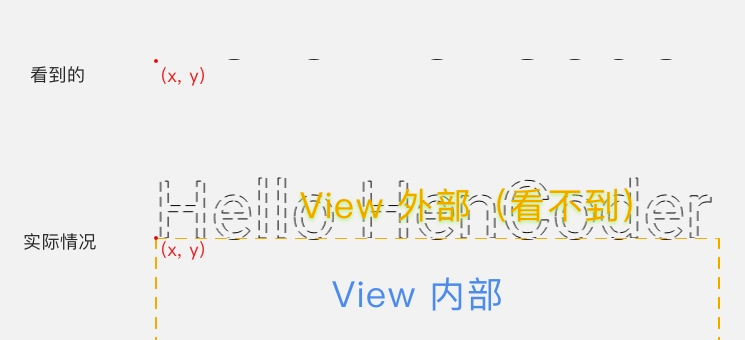 看到的
(x, y)
Hello HenCoder
View 外部（看不到）
实际情况
(x, y)
View 内部